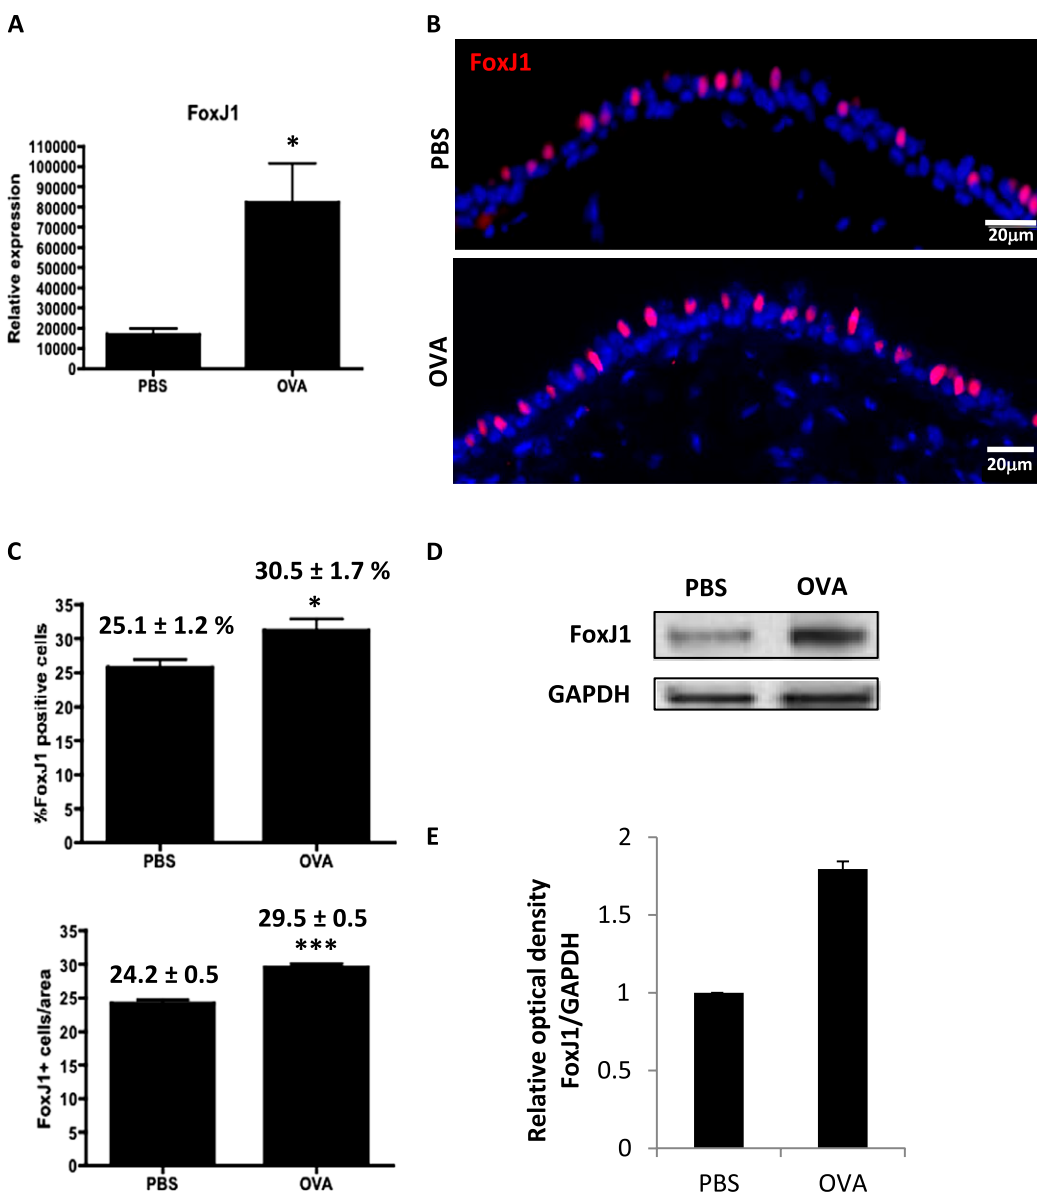 A
FoxJ1
*
Relative expression
110000
100000
90000
80000
70000
60000
50000
40000
30000
20000
10000
0
PBS
OVA
B
FoxJ1
PBS
20µm
OVA
20µm
C
30.5 ± 1.7 %
*
25.1 ± 1.2 %
%FoxJ1 positive cells
35
30
25
20
15
10
5
0
PBS
OVA
29.5 ± 0.5
***
24.2 ± 0.5
FoxJ1+ cells/area
35
30
25
20
15
10
5
0
PBS
OVA
D
PBS OVA
FoxJ1
GAPDH
E
Relative optical density
FoxJ1/GAPDH
2
1.5
1
0.5
0
PBS
OVA